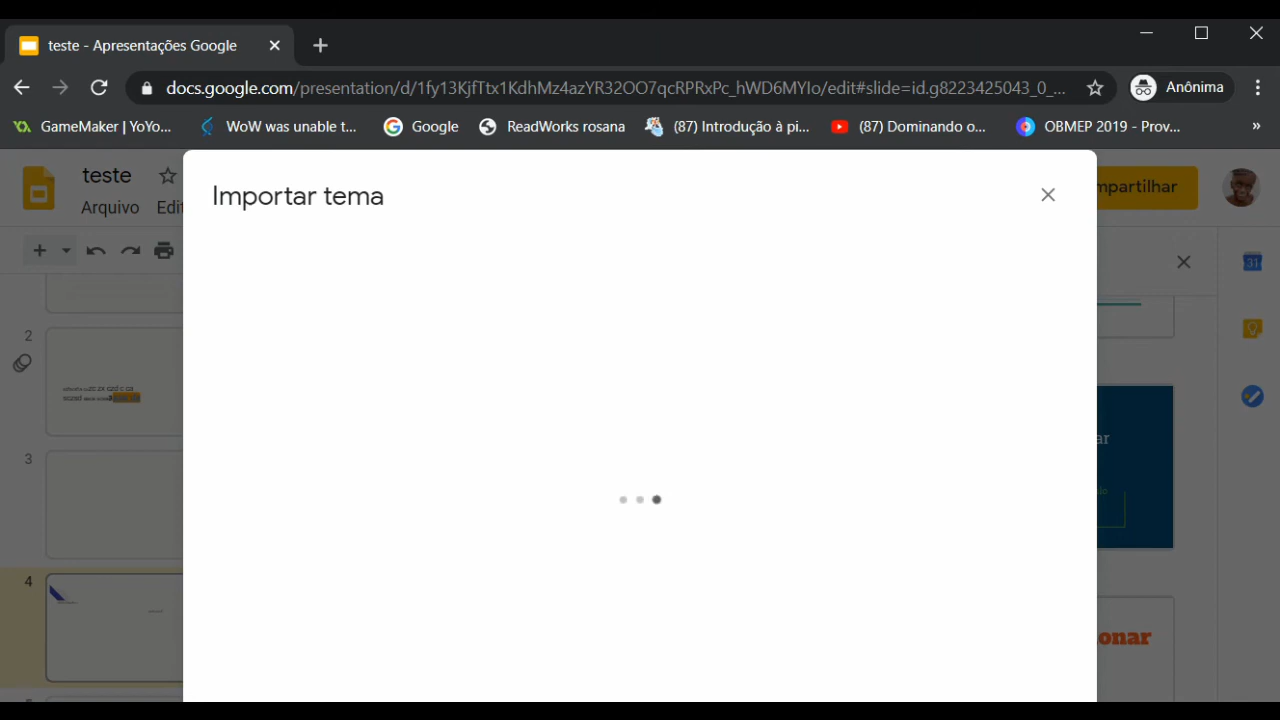 teste - Apresentações Google
docs.google.com/presentation/d/1fy13KjfTtx1KdhMz4azYR32OO7qcRPRxPc_hWD6MYIo/edit#slide=id.g8223425043_0_...
Anônima
GameMaker | YoYo...
WoW was unable t...
Google
ReadWorks rosana
(87) Introdução à pi...
(87) Dominando o...
OBMEP 2019 - Prov...
»
teste
mpartilhar
Arquivo Edit
Importar tema
31
2
3
4
ar
onar